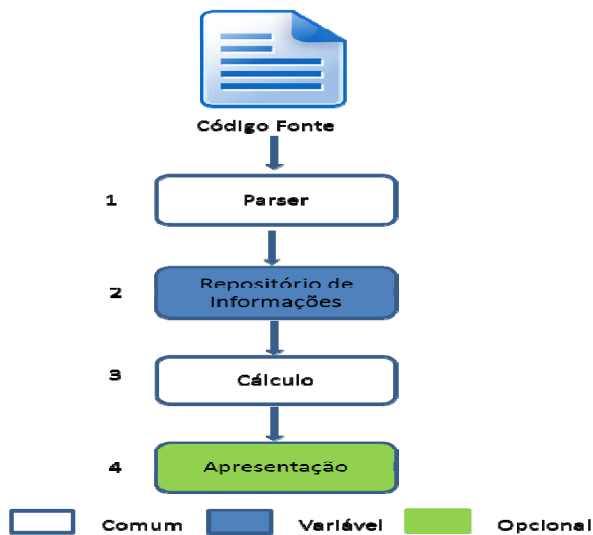 Código Fonte
1 Parser
2 Repositório de
Informações
3 Cálculo
4 Apresentação
Comum Variável Opcional